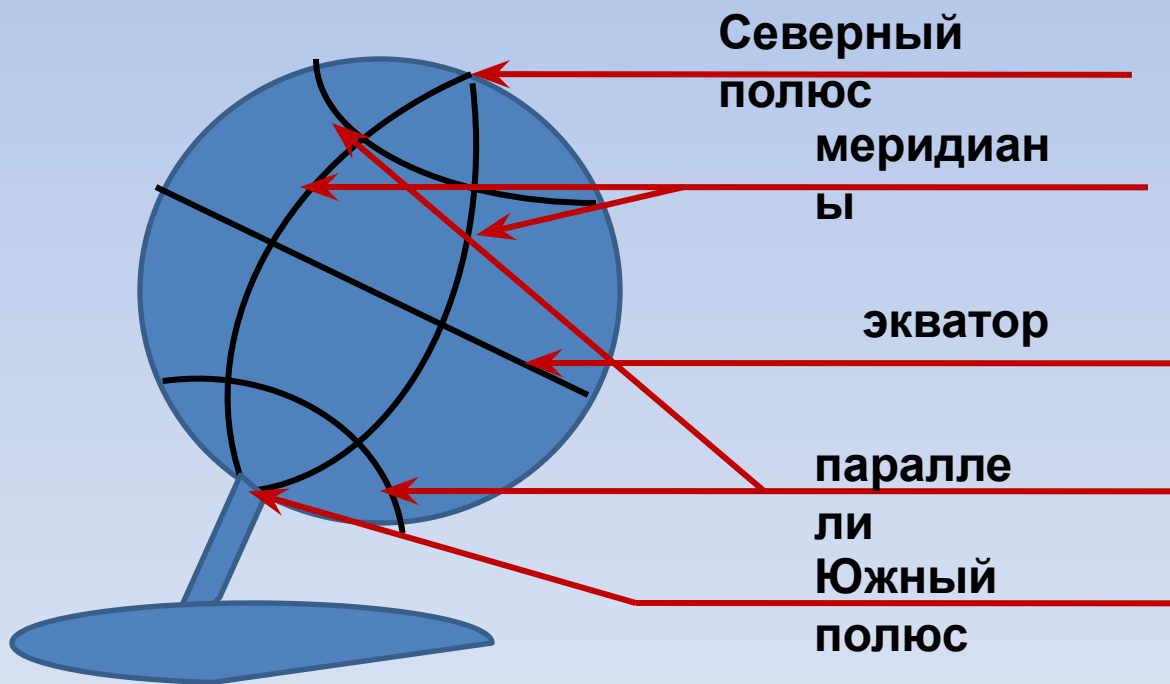 Северный
полюс
меридиан
ы
экватор
паралле
ли
Южный
полюс